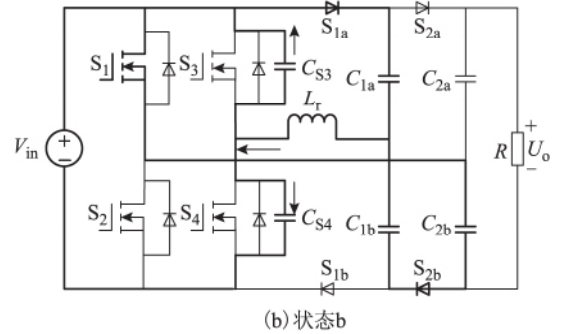 S1a S2a
S1 S3 CS3 C1a C2a
Lr
Vin + − R + Uo −
S2 S4 CS4 C1b C2b
S1b S2b
(b)状态b